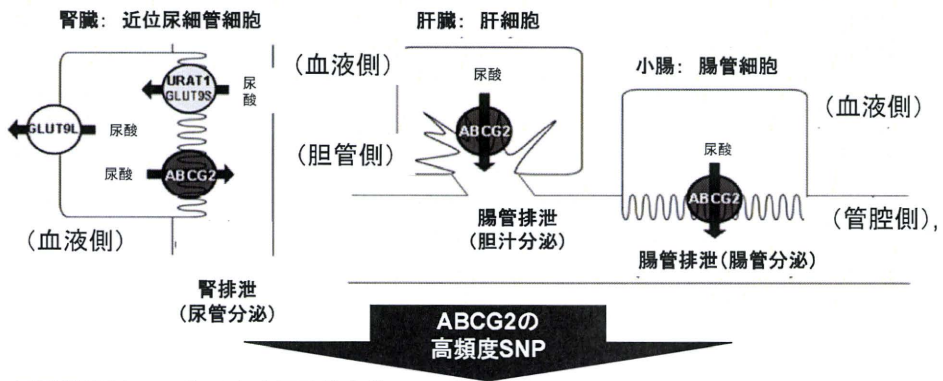 腎臓： 近位尿細管細胞
URAT1
GLUT9S
尿酸
GLUT9L
尿酸
尿酸
ABCG2
(血液側)
腎排泄
(尿管分泌)
肝臓： 肝細胞
(血液側)
尿酸
ABCG2
(胆管側)
腸管排泄
(胆汁分泌)
小腸： 腸管細胞
(血液側)
尿酸
ABCG2
(管腔側),
腸管排泄(腸管分泌)
ABCG2の
高頻度SNP